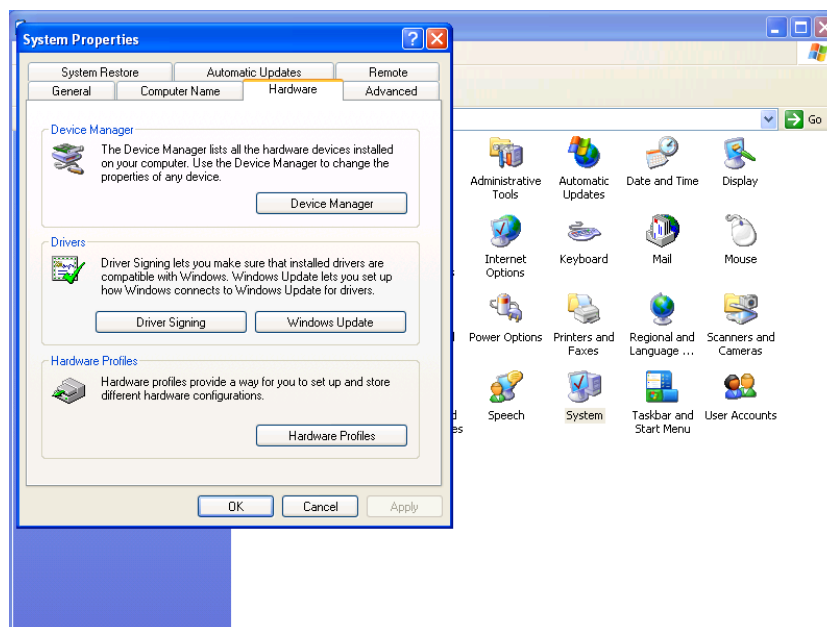 System Properties
System Restore
Automatic Updates
Remote
General
Computer Name
Hardware
Advanced
Device Manager
The Device Manager lists all the hardware devices installed
on your computer. Use the Device Manager to change the
properties of any device.
Device Manager
Drivers
Driver Signing lets you make sure that installed drivers are
compatible with Windows. Windows Update lets you set up
how Windows connects to Windows Update for drivers.
Driver Signing
Windows Update
Hardware Profiles
Hardware profiles provide a way for you to set up and store
different hardware configurations.
Hardware Profiles
OK
Cancel
Apply
Go
Administrative
Tools
Automatic
Updates
Date and Time
Display
Internet
Options
Keyboard
Mail
Mouse
Power Options
Printers and
Faxes
Regional and
Language ...
Scanners and
Cameras
Speech
System
Taskbar and
Start Menu
User Accounts